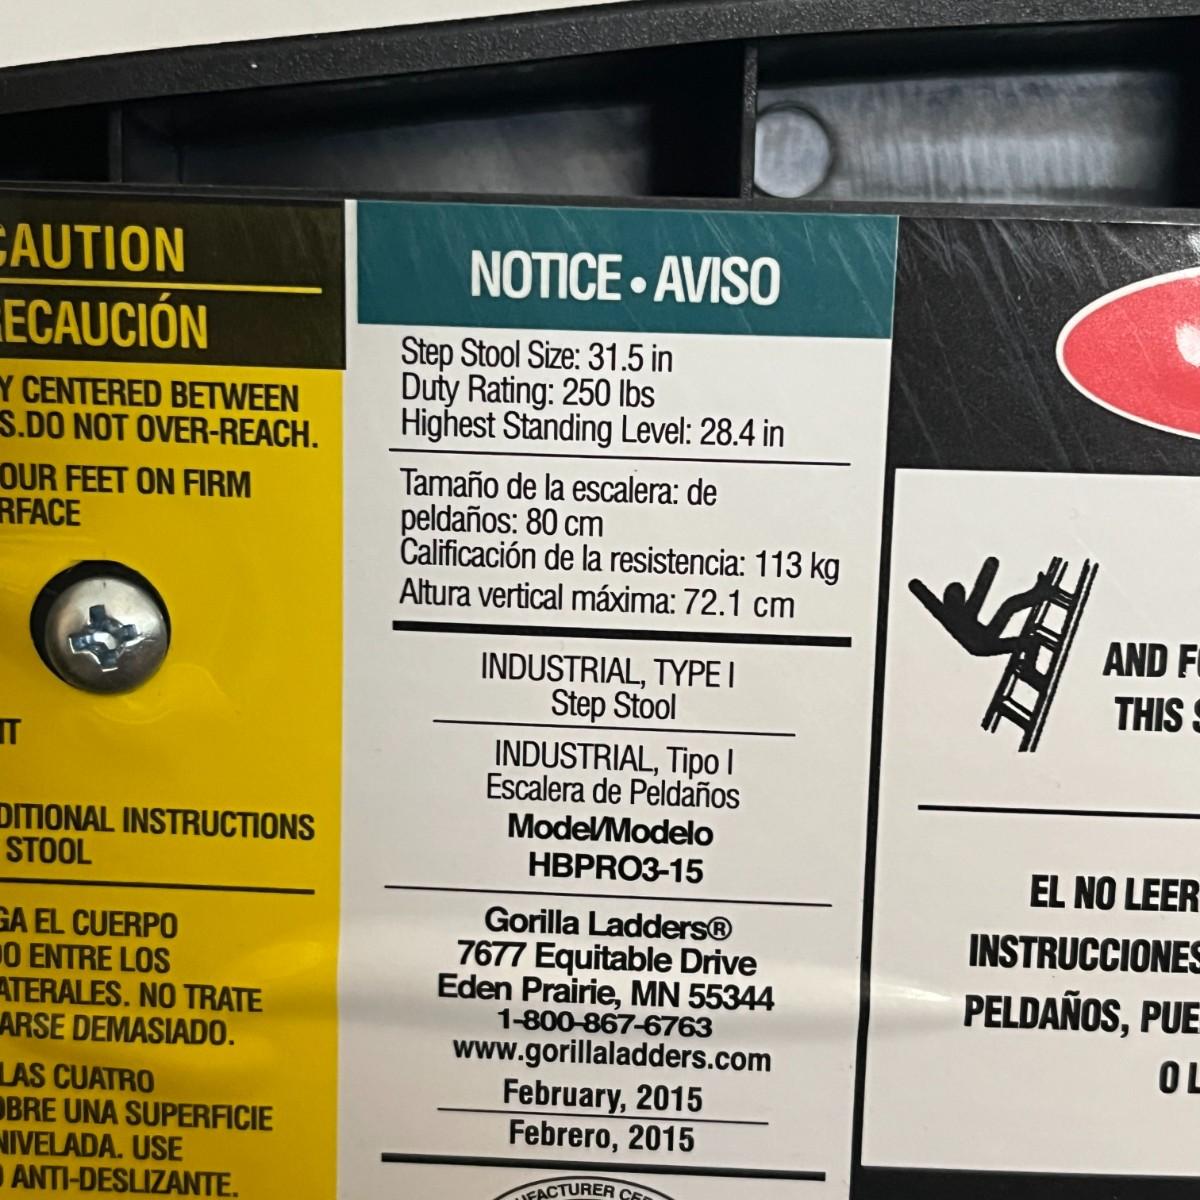 CAUTION
RECAUCIÓN
Y CENTERED BETWEEN
S.DO NOT OVER-REACH.
OUR FEET ON FIRM
RFACE
IT
DITIONAL INSTRUCTIONS
STOOL
GA EL CUERPO
DO ENTRE LOS
ATERALES. NO TRATE
ARSE DEMASIADO.
LAS CUATRO
OBRE UNA SUPERFICIE
NIVELADA. USE
O ANTI-DESLIZANTE.
NOTICE • AVISO
Step Stool Size: 31.5 in
Duty Rating: 250 lbs
Highest Standing Level: 28.4 in
Tamaño de la escalera: de
peldaños: 80 cm
Calificación de la resistencia: 113 kg
Altura vertical máxima: 72.1 cm
INDUSTRIAL, TYPE I
Step Stool
INDUSTRIAL, Tipo I
Escalera de Peldaños
Model/Modelo
HBPRO3-15
Gorilla Ladders®
7677 Equitable Drive
Eden Prairie, MN 55344
1-800-867-6763
www.gorillaladders.com
February, 2015
Febrero, 2015
UFACTURER CER
AND FO
THIS S
EL NO LEER
INSTRUCCIONES
PELDAÑOS, PUE
O L